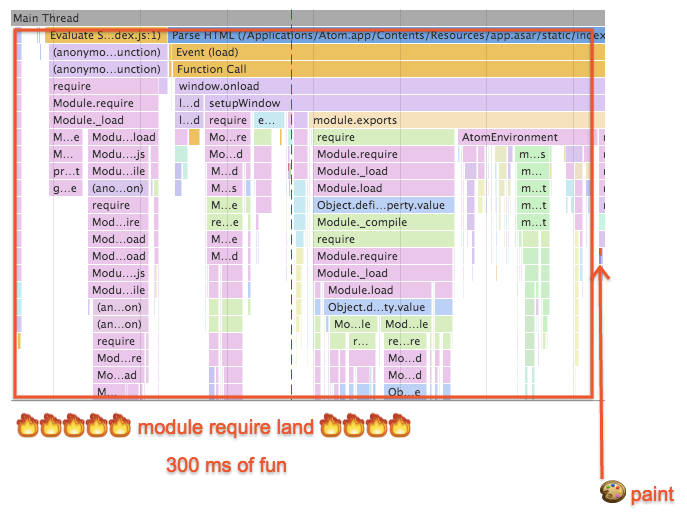 Main Thread
Evaluate S...dex.js:1) Parse HTML (/Applications/Atom.app/Contents/Resources/app.asar/static/index
(anonymo...unction) Event (load)
(anonymo...unction) Function Call
require window.onload
Module.require l...d setupWindow
Module._load l...d require e... module.exports
M...e Modu....load Mo...re require AtomEnvironment
M... Modu....js Mo...d Module.require m...s
pr...t Modu...ile M...d Module._load m...
g...e (ano...on) M...s Module.load m...t
require M...e Object.defi...perty.value m...t
Mod...ire re...e Module._compile m...t
Mod...oad M...e require
Mod...oad M...d Module.require
Modu....js Module._load
Modu...ile Module.load
(an...on) Object.d...ty.value
(an...on) Mo...le Mod...le
require r... re...re
Mod...re Mo...d
Mo...ad Mo...d
M... Ob...e
module require land
300 ms of fun
paint